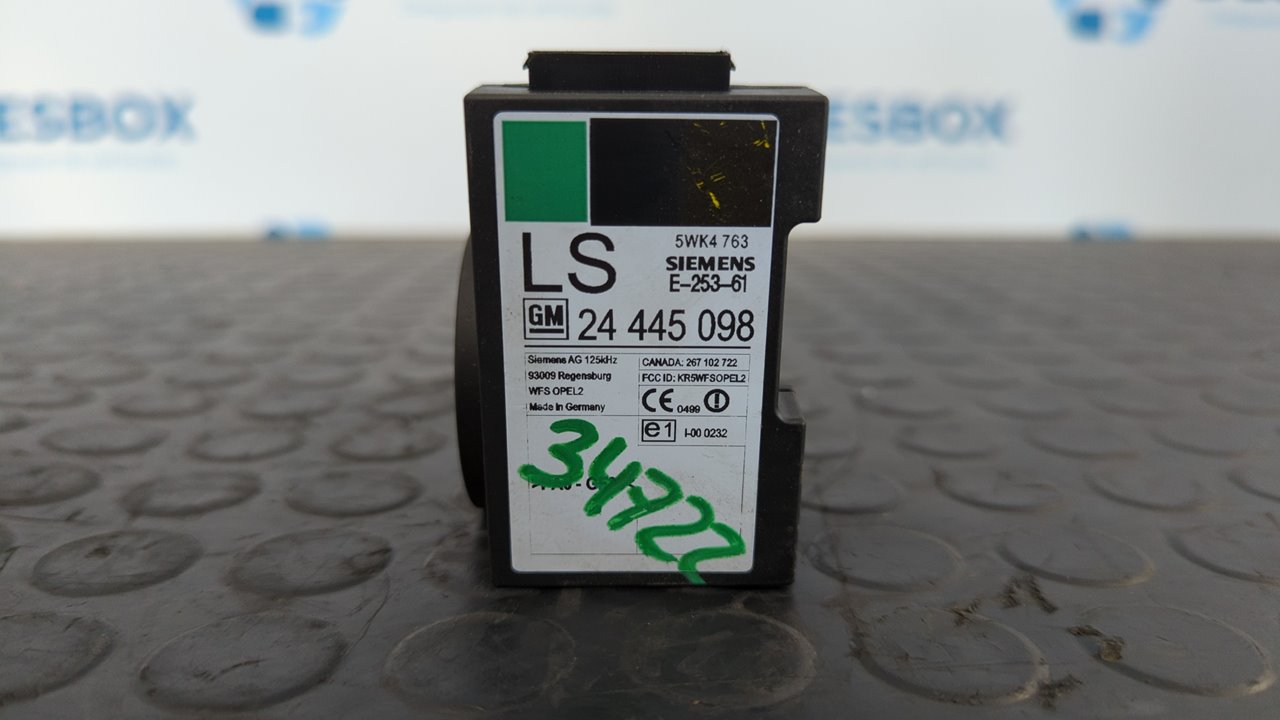 ESBOX
ESBOX
LS
5WK4 763
SIEMENS
E-253-61
GM 24 445 098
Siemens AG 125kHz
93009 Regensburg
WFS OPEL2
Made in Germany
CANADA: 267 102 722
FCC ID: KR5WFSOPEL2
CE 0499
e1 I-00 0232
34722